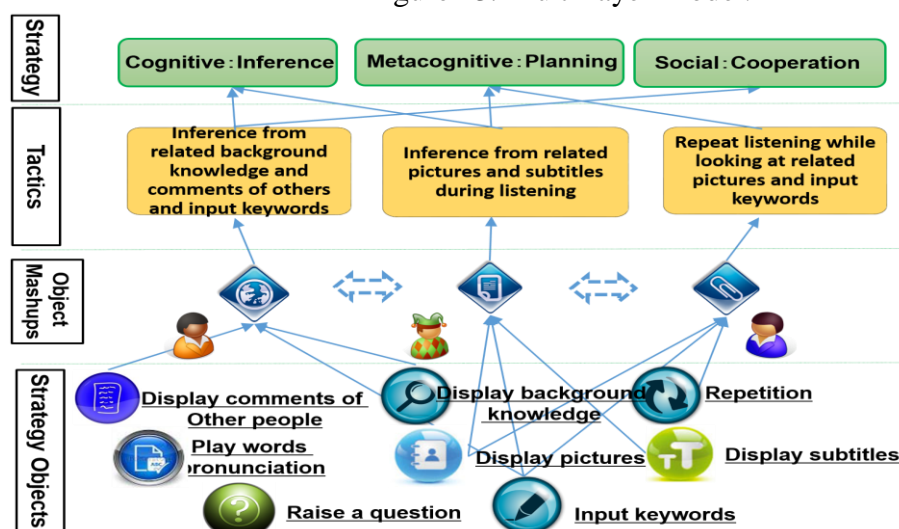 Strategy
Cognitive：Inference
Metacognitive：Planning
Social：Cooperation
Tactics
Inference from
related background
knowledge and
comments of others
and input keywords
Inference from related
pictures and subtitles
during listening
Repeat listening while
looking at related
pictures and input
keywords
Object
Mashups
Strategy Objects
Display comments of
Other people
Display background
knowledge
Repetition
Play words
pronunciation
ABC
Display pictures
TT
Display subtitles
Raise a question
Input keywords